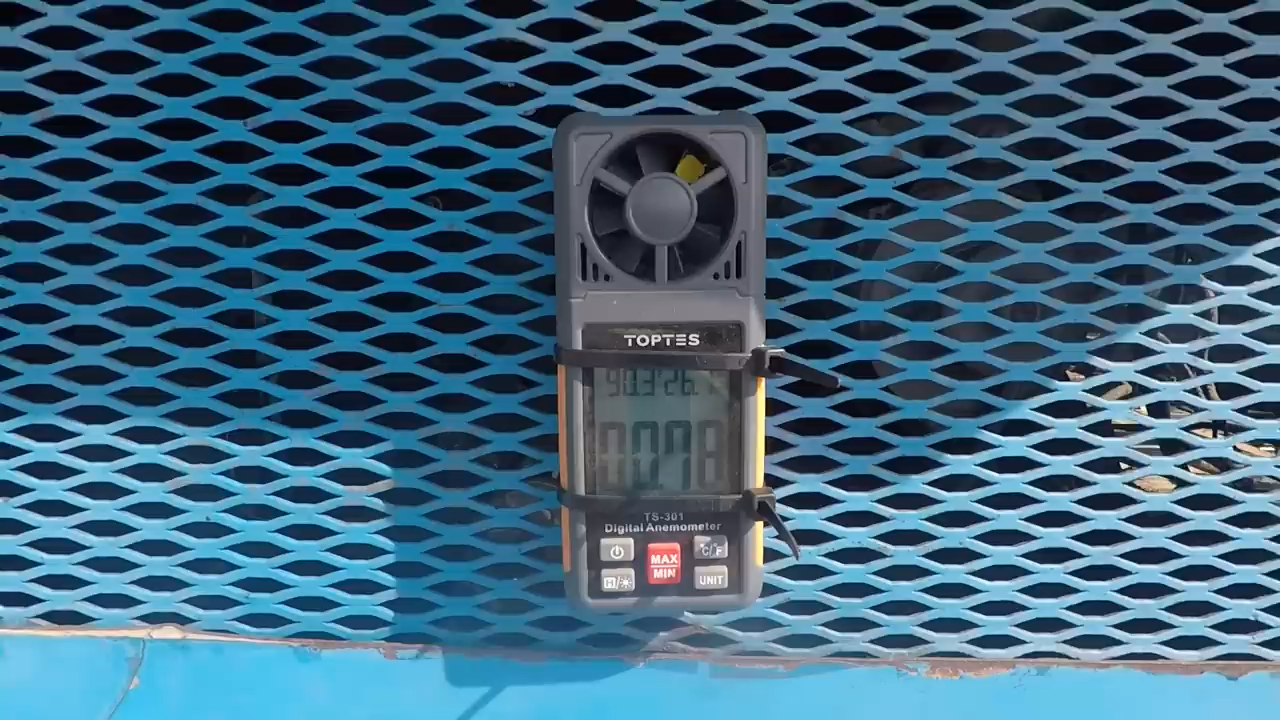 TOPTES
TS-301
Digital Anemometer
°C/°F
MAX
MIN
H/
UNIT